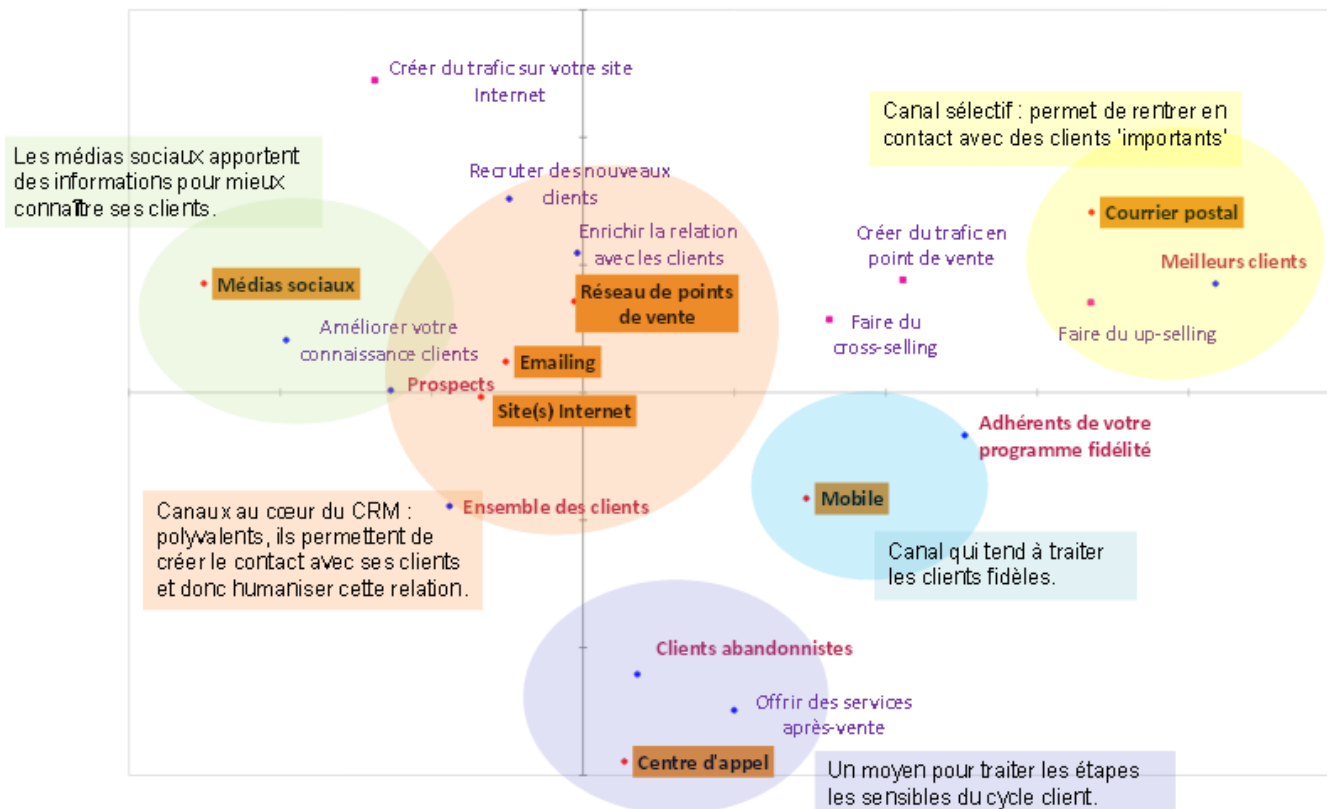 Créer du trafic sur votre site
Internet
Canal sélectif : permet de rentrer en
contact avec des clients 'importants'
Les médias sociaux apportent
des informations pour mieux
connaître ses clients.
Recruter des nouveaux
clients
Enrichir la relation
avec les clients
Créer du trafic en
point de vente
Courrier postal
Meilleurs clients
Médias sociaux
Réseau de points
de vente
Améliorer votre
connaissance clients
Faire du
cross-selling
Faire du up-selling
Emailing
Prospects
Site(s) Internet
Adhérents de votre
programme fidélité
Ensemble des clients
Mobile
Canaux au cœur du CRM :
polyvalents, ils permettent de
créer le contact avec ses clients
et donc humaniser cette relation.
Canal qui tend à traiter
les clients fidèles.
Clients abandonnistes
Offrir des services
après-vente
Centre d'appel
Un moyen pour traiter les étapes
les sensibles du cycle client.